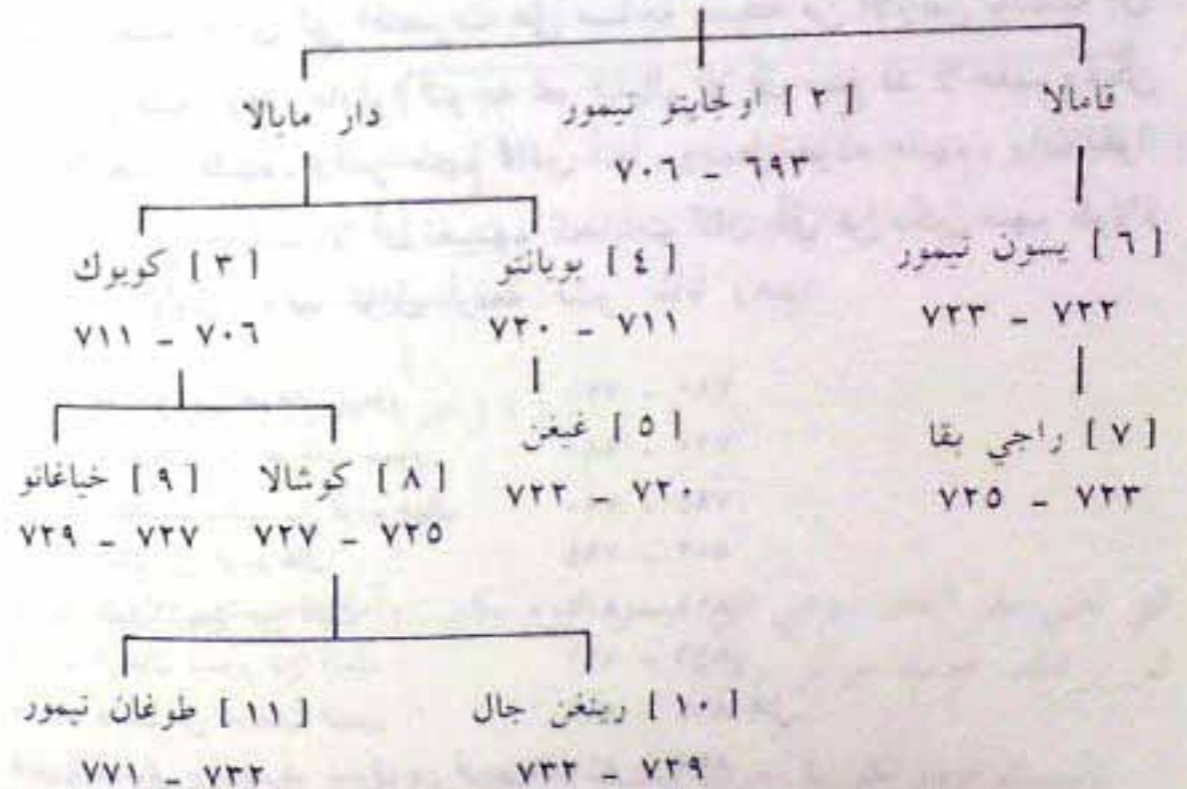 قامالا
[ ٢ ] اولجايتو تيمور
دار مابالا
٦٩٣ _ ٧٠٦
[ ٦ ] يسون تيمور
[ ٤ ] بويانتو
[ ٣ ] كويوك
٧٢٢ _ ٧٢٣
٧١١ _ ٧٢٠
٧٠٦ _ ٧١١
[ ٧ ] راجي بقا
[ ٥ ] غيغن
[ ٨ ] كوشالا
[ ٩ ] خياغانو
٧٢٣ _ ٧٢٥
٧٢٠ _ ٧٢٢
٧٢٥ _ ٧٢٧
٧٢٧ _ ٧٢٩
[ ١٠ ] رينغن جال
[ ١١ ] طوغان تيمور
٧٢٩ _ ٧٣٢
٧٣٢ _ ٧٧١